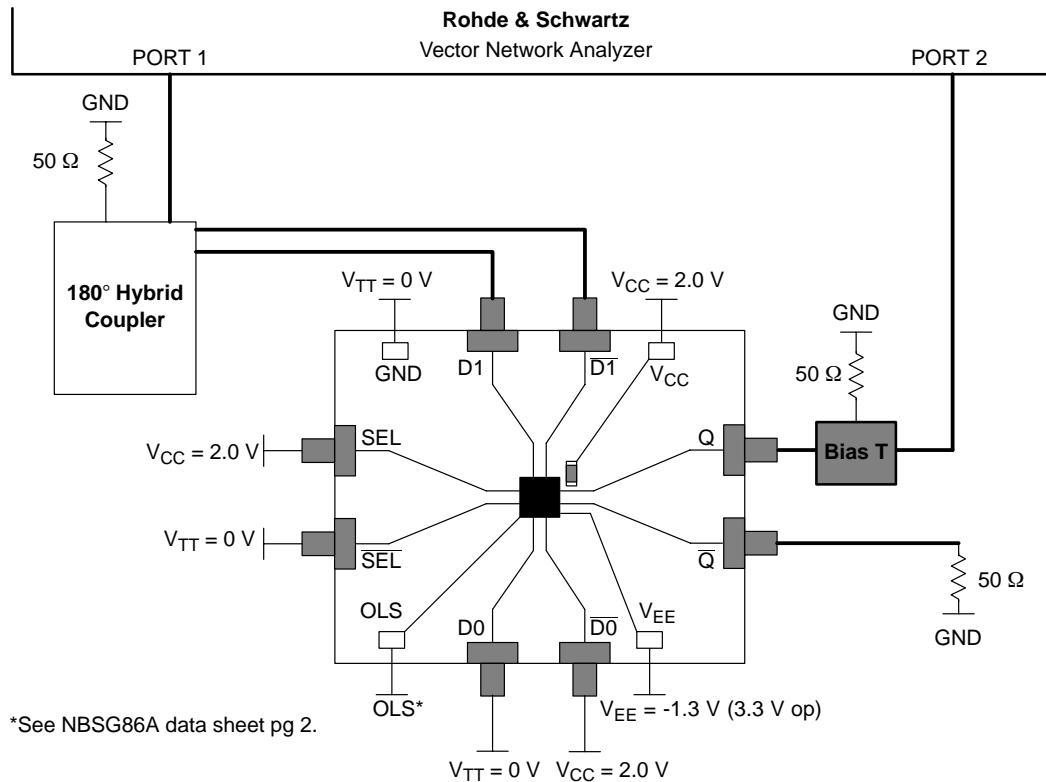 Rohde & Schwartz
Vector Network Analyzer
PORT 1
PORT 2
GND
50 Ω
180° Hybrid
Coupler
V_TT = 0 V
V_CC = 2.0 V
GND
D1
D1̅
V_CC
GND
50 Ω
V_CC = 2.0 V
SEL
Q
Bias T
V_TT = 0 V
S̅E̅L̅
Q̅
50 Ω
GND
OLS
D0
D̅0̅
V_EE
OLS*
V_EE = -1.3 V (3.3 V op)
*See NBSG86A data sheet pg 2.
V_TT = 0 V
V_CC = 2.0 V